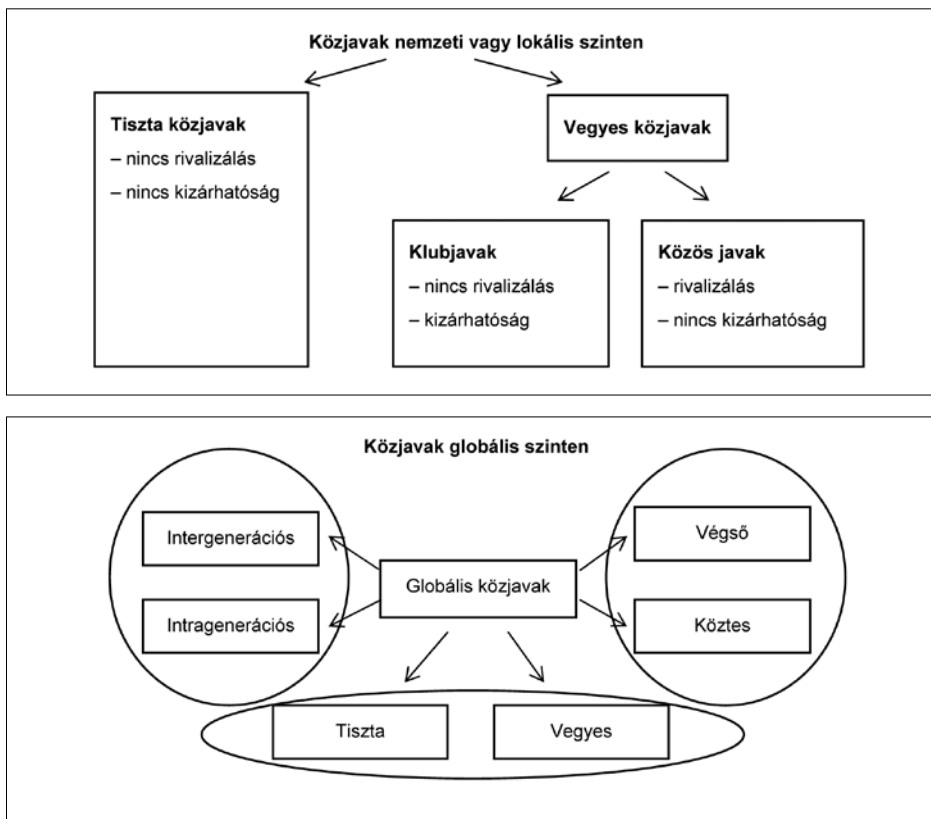 Közjavak nemzeti vagy lokális szinten
Tiszta közjavak
– nincs rivalizálás
– nincs kizárhatóság
Vegyes közjavak
Klubjavak
– nincs rivalizálás
– kizárhatóság
Közös javak
– rivalizálás
– nincs kizárhatóság
Közjavak globális szinten
Intergenerációs
Intragenerációs
Globális közjavak
Végső
Köztes
Tiszta
Vegyes